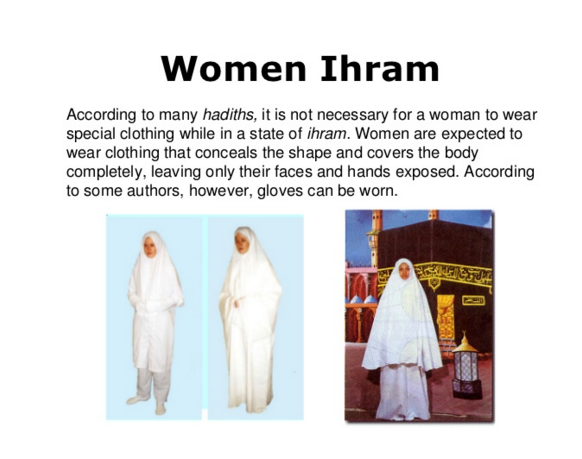 Women Ihram
According to many hadiths, it is not necessary for a woman to wear
special clothing while in a state of ihram. Women are expected to
wear clothing that conceals the shape and covers the body
completely, leaving only their faces and hands exposed. According
to some authors, however, gloves can be worn.